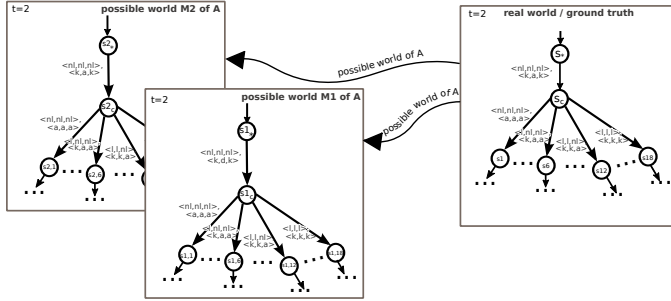 t=2
possible world M2 of A
s2
<nl,nl,nl>,
<k,a,k>
s2c
<nl,nl,nl>,
<a,a,a>
<l,nl,nl>
<k,a,a>
<l,l,nl>
<k,k,a>
s2,1
s2,6
...
...
t=2
possible world M1 of A
s1
<nl,nl,nl>,
<k,d,k>
s1c
<nl,nl,nl>,
<a,a,a>
<l,nl,nl>
<k,k,a>
<l,l,nl>
<k,k,a>
<l,l,l>
<k,k,k>
s1,1
s1,6
s1,12
s1,18
...
...
...
...
possible world of A
possible world of A
t=2
real world / ground truth
s
<nl,nl,nl>,
<k,a,k>
sc
<nl,nl,nl>,
<a,a,a>
<l,nl,nl>
<k,a,a>
<l,l,nl>
<k,k,a>
<l,l,l>
<k,k,k>
s1
s6
s12
s18
...
...
...
...